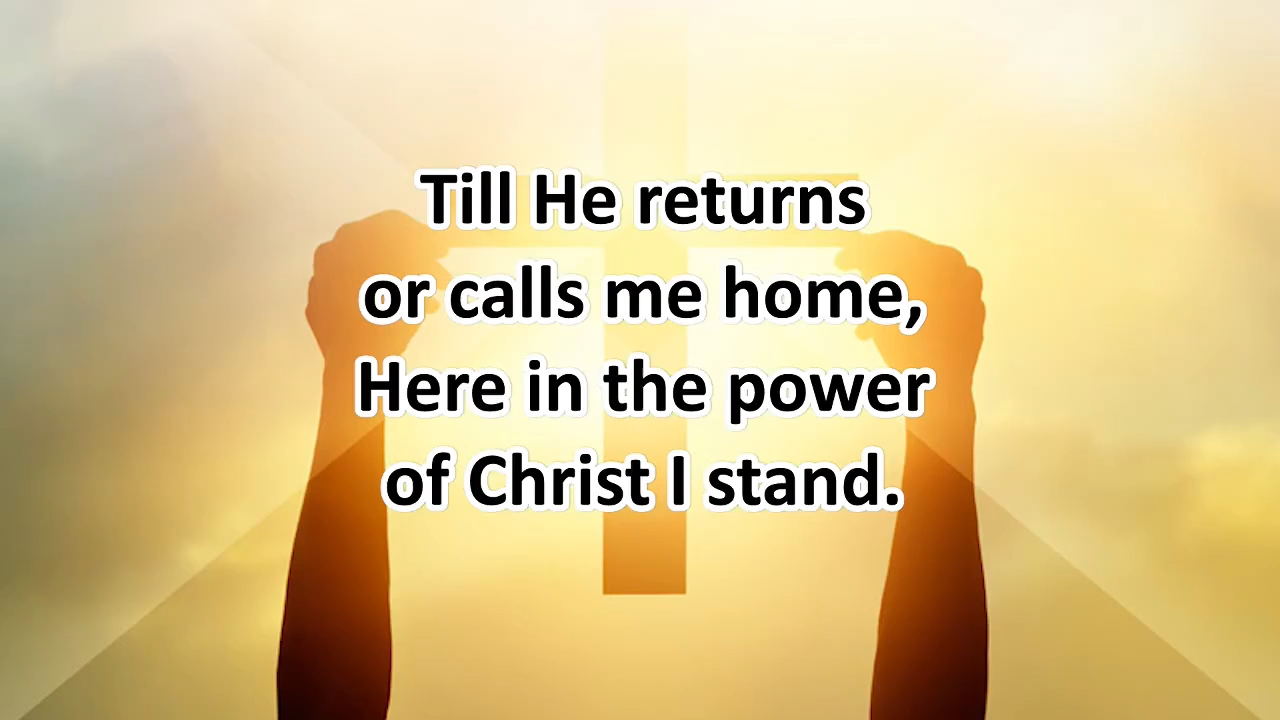 Till He returns
or calls me home,
Here in the power
of Christ I stand.